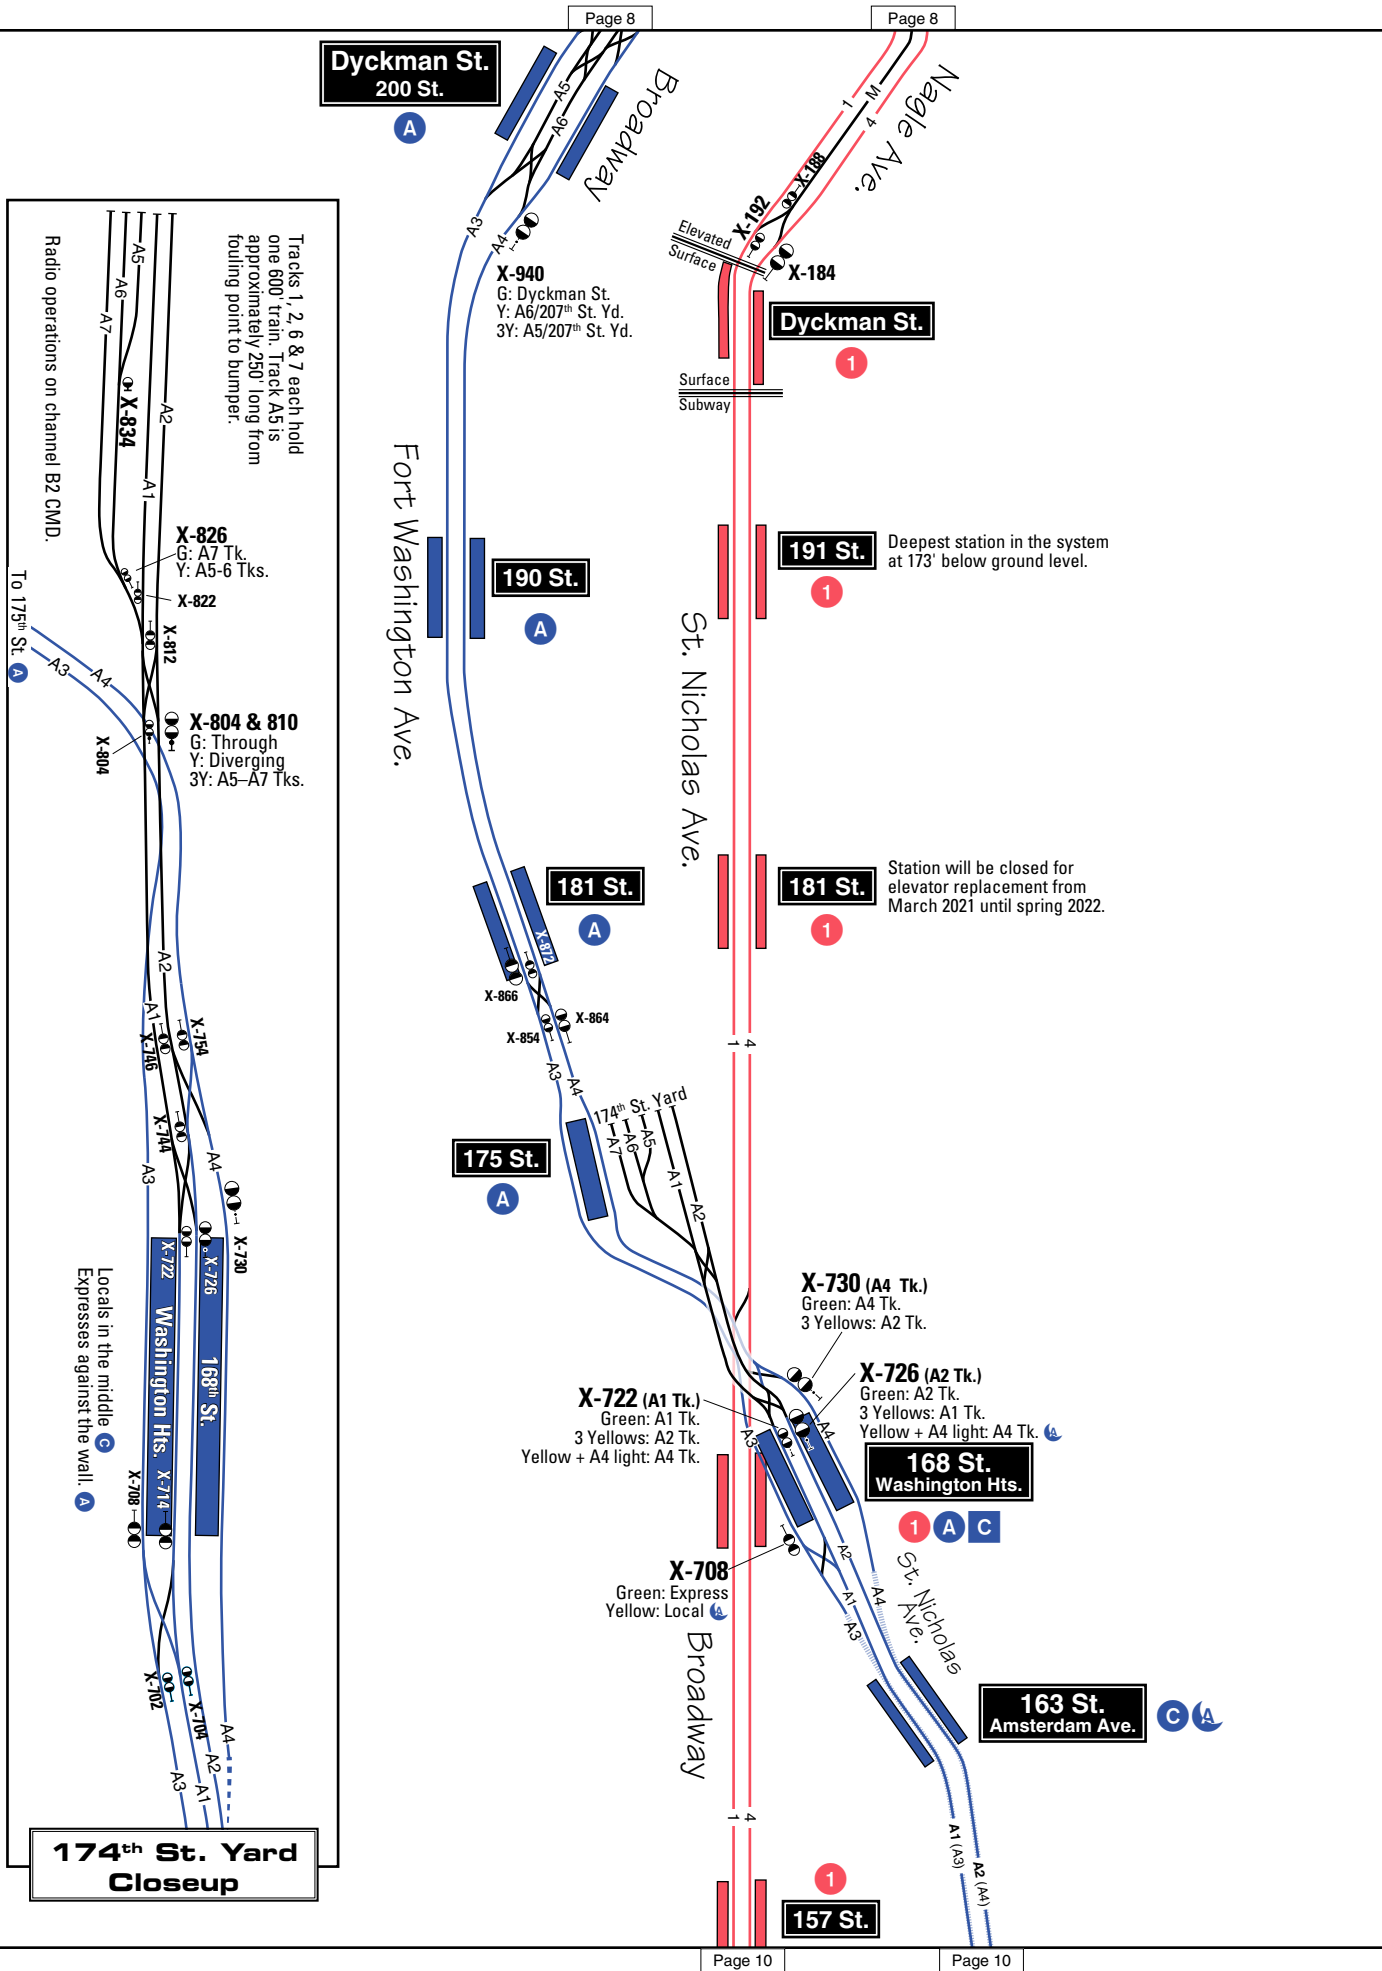 Page 8
Page 8
Dyckman St.
200 St.
A
Broadway
Nagle Ave.
A5
A6
A3
A4
1
M
4
X-188
X-192
X-184
Elevated
Surface
X-940
G: Dyckman St.
Y: A6/207th St. Yd.
3Y: A5/207th St. Yd.
Dyckman St.
1
Surface
Subway
Fort Washington Ave.
190 St.
A
191 St.
1
Deepest station in the system
at 173' below ground level.
St. Nicholas Ave.
181 St.
A
X-872
X-866
X-864
X-854
A3
A4
181 St.
1
Station will be closed for
elevator replacement from
March 2021 until spring 2022.
1
4
174th St. Yard
A7
A6
A5
A1
A2
175 St.
A
X-730 (A4 Tk.)
Green: A4 Tk.
3 Yellows: A2 Tk.
X-726 (A2 Tk.)
Green: A2 Tk.
3 Yellows: A1 Tk.
Yellow + A4 light: A4 Tk. A
X-722 (A1 Tk.)
Green: A1 Tk.
3 Yellows: A2 Tk.
Yellow + A4 light: A4 Tk.
A3
A4
168 St.
Washington Hts.
1 A C
X-708
Green: Express
Yellow: Local A
A2
A1
A4
A3
St. Nicholas
Ave.
Broadway
163 St.
Amsterdam Ave.
C A
1
4
A1 (A3)
A2 (A4)
1
157 St.
Page 10
Page 10
Tracks 1, 2, 6 & 7 each hold
one 600' train. Track A5 is
approximately 250' long from
fouling point to bumper.
Radio operations on channel B2 CMD.
A5
A6
A7
A2
A1
X-834
X-826
G: A7 Tk.
Y: A5-6 Tks.
X-822
X-812
To 175th St. A
A3
A4
X-804 & 810
G: Through
Y: Diverging
3Y: A5–A7 Tks.
X-804
A2
A1
X-754
X-746
X-744
A3
A4
X-730
X-722
X-726
Washington Hts.
168th St.
X-714
X-708
Locals in the middle C
Expresses against the wall. A
X-702
X-704
A4
A2
A1
A3
174th St. Yard
Closeup